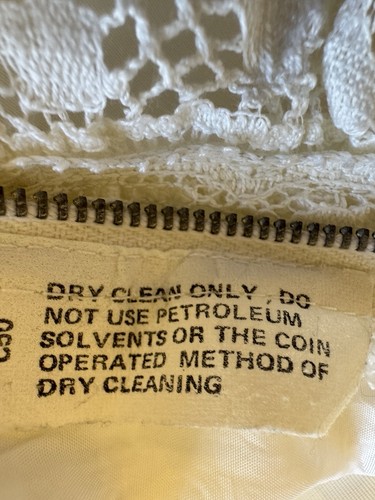 DRY CLEAN ONLY, DO
NOT USE PETROLEUM
SOLVENTS OR THE COIN
OPERATED METHOD OF
DRY CLEANING